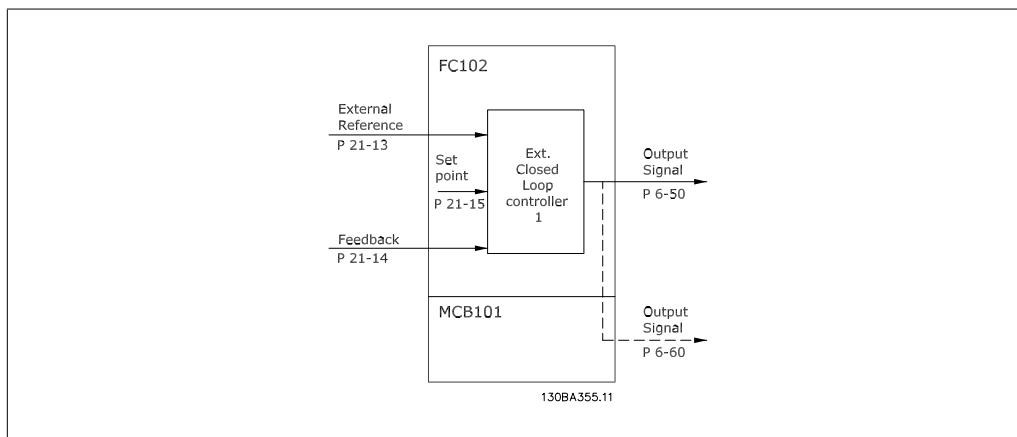 FC102
External
Reference
P 21-13
Set
point
P 21-15
Feedback
P 21-14
Ext.
Closed
Loop
controller
1
Output
Signal
P 6-50
MCB101
Output
Signal
P 6-60
130BA355.11